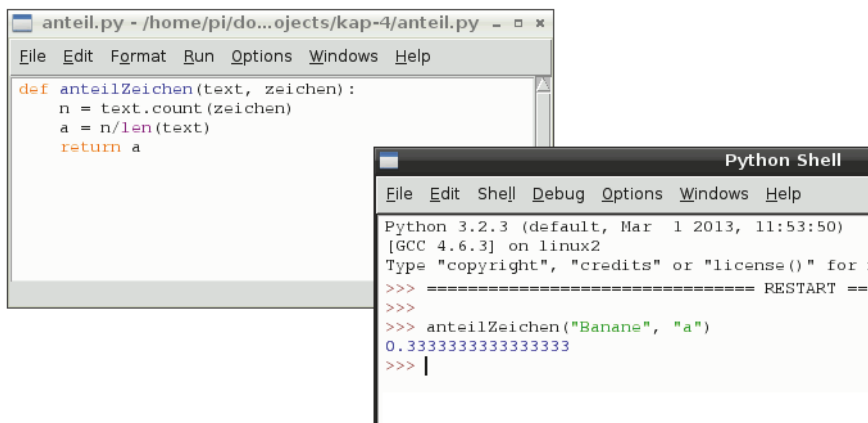 anteil.py - /home/pi/do...ojects/kap-4/anteil.py
File Edit Format Run Options Windows Help
def anteilZeichen(text, zeichen):
    n = text.count(zeichen)
    a = n/len(text)
    return a
Python Shell
File Edit Shell Debug Options Windows Help
Python 3.2.3 (default, Mar  1 2013, 11:53:50)
[GCC 4.6.3] on linux2
Type "copyright", "credits" or "license()" for
>>> ================================ RESTART ==
>>>
>>> anteilZeichen("Banane", "a")
0.3333333333333333
>>>